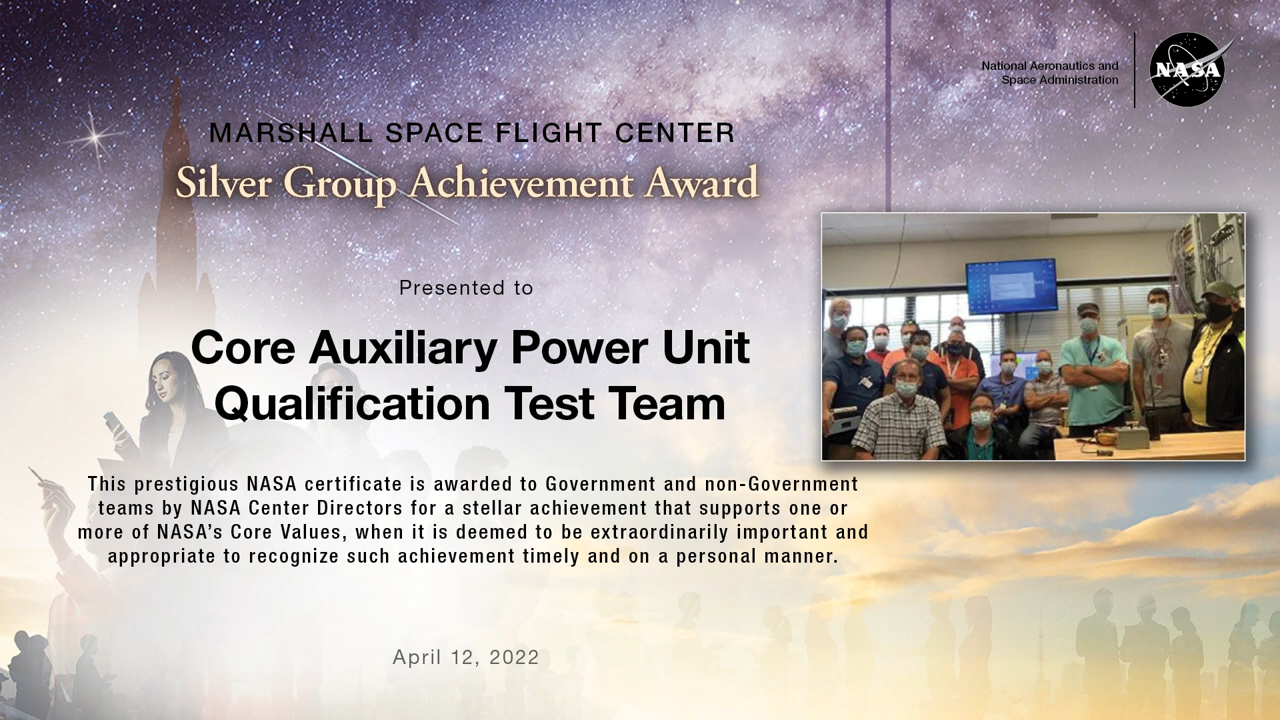 National Aeronautics and
Space Administration
NASA
MARSHALL SPACE FLIGHT CENTER
Silver Group Achievement Award
Presented to
Core Auxiliary Power Unit
Qualification Test Team
This prestigious NASA certificate is awarded to Government and non-Government
teams by NASA Center Directors for a stellar achievement that supports one or
more of NASA’s Core Values, when it is deemed to be extraordinarily important and
appropriate to recognize such achievement timely and on a personal manner.
April 12, 2022